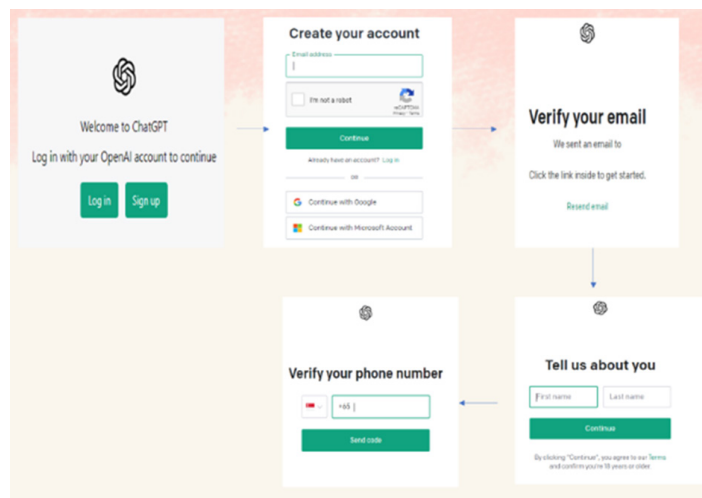 Welcome to ChatGPT
Log in with your OpenAI account to continue
Log in
Sign up
Create your account
Email address
I'm not a robot
reCAPTCHA
Privacy - Terms
Continue
Already have an account? Log in
OR
Continue with Google
Continue with Microsoft Account
Verify your email
We sent an email to
Click the link inside to get started.
Resend email
Tell us about you
First name
Last name
Continue
By clicking "Continue", you agree to our Terms
and confirm you're 18 years or older.
Verify your phone number
+65
Send code